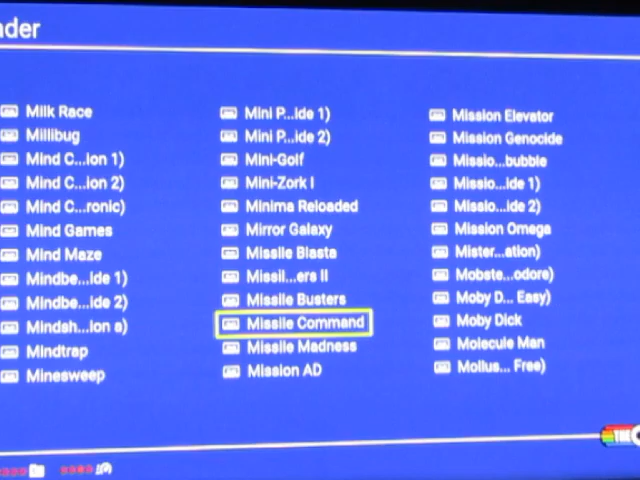 ader
Milk Race
Millibug
Mind C...ion 1)
Mind C...ion 2)
Mind C...ronic)
Mind Games
Mind Maze
Mindbe...ide 1)
Mindbe...ide 2)
Mindsh...ion a)
Mindtrap
Minesweep
Mini P...ide 1)
Mini P...ide 2)
Mini-Golf
Mini-Zork I
Minima Reloaded
Mirror Galaxy
Missile Blasta
Missil...ers II
Missile Busters
Missile Command
Missile Madness
Mission AD
Mission Elevator
Mission Genocide
Missio...bubble
Missio...ide 1)
Missio...ide 2)
Mission Omega
Mister...ation)
Mobste...odore)
Moby D... Easy)
Moby Dick
Molecule Man
Mollus... Free)
THE